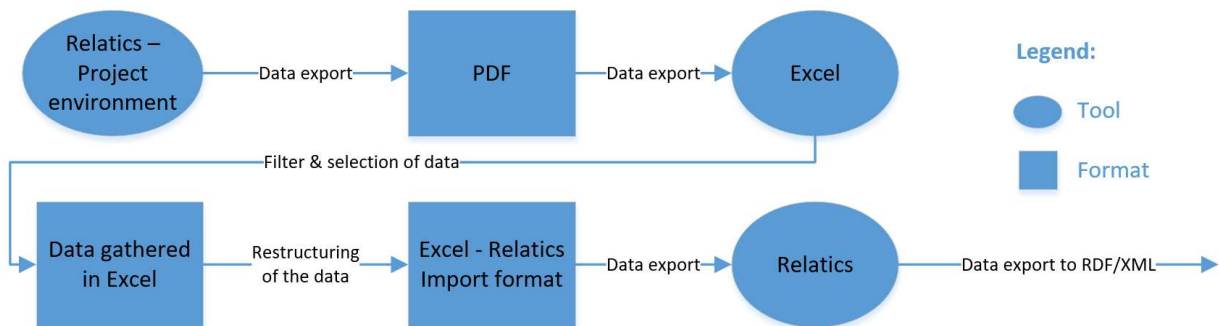 Relatics –
Project
environment
Data export
PDF
Data export
Excel
Legend:
Tool
Format
Filter & selection of data
Data gathered
in Excel
Restructuring
of the data
Excel - Relatics
Import format
Data export
Relatics
Data export to RDF/XML